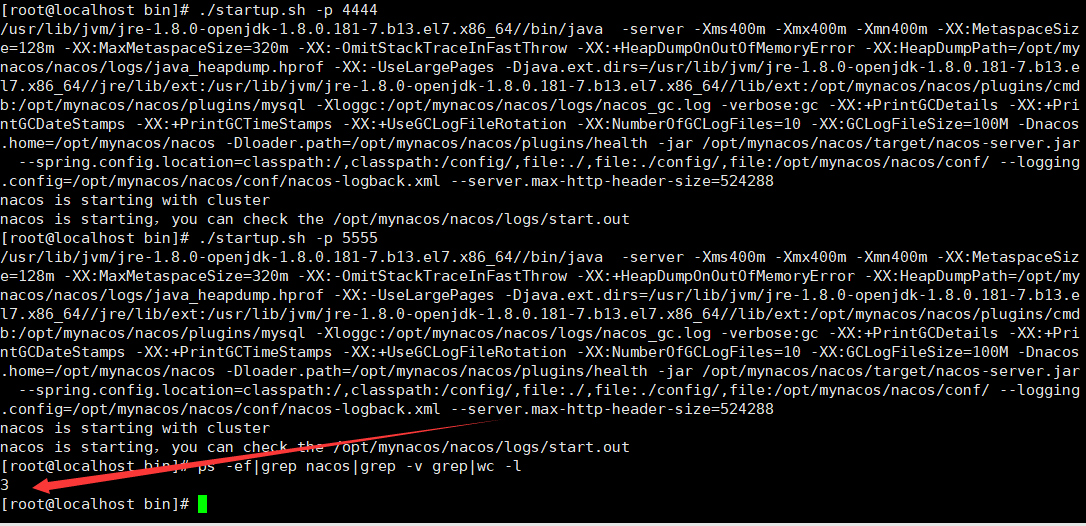 [root@localhost bin]# ./startup.sh -p 4444
/usr/lib/jvm/jre-1.8.0-openjdk-1.8.0.181-7.b13.el7.x86_64//bin/java  -server -Xms400m -Xmx400m -Xmn400m -XX:MetaspaceSiz
e=128m -XX:MaxMetaspaceSize=320m -XX:-OmitStackTraceInFastThrow -XX:+HeapDumpOnOutOfMemoryError -XX:HeapDumpPath=/opt/my
nacos/nacos/logs/java_heapdump.hprof -XX:-UseLargePages -Djava.ext.dirs=/usr/lib/jvm/jre-1.8.0-openjdk-1.8.0.181-7.b13.e
l7.x86_64//jre/lib/ext:/usr/lib/jvm/jre-1.8.0-openjdk-1.8.0.181-7.b13.el7.x86_64//lib/ext:/opt/mynacos/nacos/plugins/cmd
b:/opt/mynacos/nacos/plugins/mysql -Xloggc:/opt/mynacos/nacos/logs/nacos_gc.log -verbose:gc -XX:+PrintGCDetails -XX:+Pri
ntGCDateStamps -XX:+PrintGCTimeStamps -XX:+UseGCLogFileRotation -XX:NumberOfGCLogFiles=10 -XX:GCLogFileSize=100M -Dnacos
.home=/opt/mynacos/nacos -Dloader.path=/opt/mynacos/nacos/plugins/health -jar /opt/mynacos/nacos/target/nacos-server.jar
  --spring.config.location=classpath:/,classpath:/config/,file:./,file:./config/,file:/opt/mynacos/nacos/conf/ --logging
.config=/opt/mynacos/nacos/conf/nacos-logback.xml --server.max-http-header-size=524288
nacos is starting with cluster
nacos is starting，you can check the /opt/mynacos/nacos/logs/start.out
[root@localhost bin]# ./startup.sh -p 5555
/usr/lib/jvm/jre-1.8.0-openjdk-1.8.0.181-7.b13.el7.x86_64//bin/java  -server -Xms400m -Xmx400m -Xmn400m -XX:MetaspaceSiz
e=128m -XX:MaxMetaspaceSize=320m -XX:-OmitStackTraceInFastThrow -XX:+HeapDumpOnOutOfMemoryError -XX:HeapDumpPath=/opt/my
nacos/nacos/logs/java_heapdump.hprof -XX:-UseLargePages -Djava.ext.dirs=/usr/lib/jvm/jre-1.8.0-openjdk-1.8.0.181-7.b13.e
l7.x86_64//jre/lib/ext:/usr/lib/jvm/jre-1.8.0-openjdk-1.8.0.181-7.b13.el7.x86_64//lib/ext:/opt/mynacos/nacos/plugins/cmd
b:/opt/mynacos/nacos/plugins/mysql -Xloggc:/opt/mynacos/nacos/logs/nacos_gc.log -verbose:gc -XX:+PrintGCDetails -XX:+Pri
ntGCDateStamps -XX:+PrintGCTimeStamps -XX:+UseGCLogFileRotation -XX:NumberOfGCLogFiles=10 -XX:GCLogFileSize=100M -Dnacos
.home=/opt/mynacos/nacos -Dloader.path=/opt/mynacos/nacos/plugins/health -jar /opt/mynacos/nacos/target/nacos-server.jar
  --spring.config.location=classpath:/,classpath:/config/,file:./,file:./config/,file:/opt/mynacos/nacos/conf/ --logging
.config=/opt/mynacos/nacos/conf/nacos-logback.xml --server.max-http-header-size=524288
nacos is starting with cluster
nacos is starting，you can check the /opt/mynacos/nacos/logs/start.out
[root@localhost bin]# ps -ef|grep nacos|grep -v grep|wc -l
3
[root@localhost bin]#